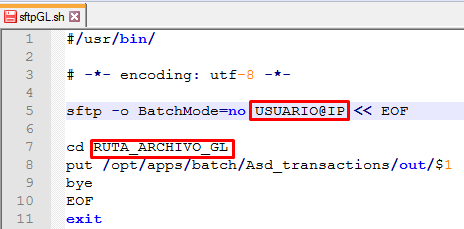 sftpGL.sh
1 #/usr/bin/
2
3 # -*- encoding: utf-8 -*-
4
5 sftp -o BatchMode=no USUARIO@IP << EOF
6
7 cd RUTA_ARCHIVO_GL
8 put /opt/apps/batch/Asd_transactions/out/$1
9 bye
10 EOF
11 exit